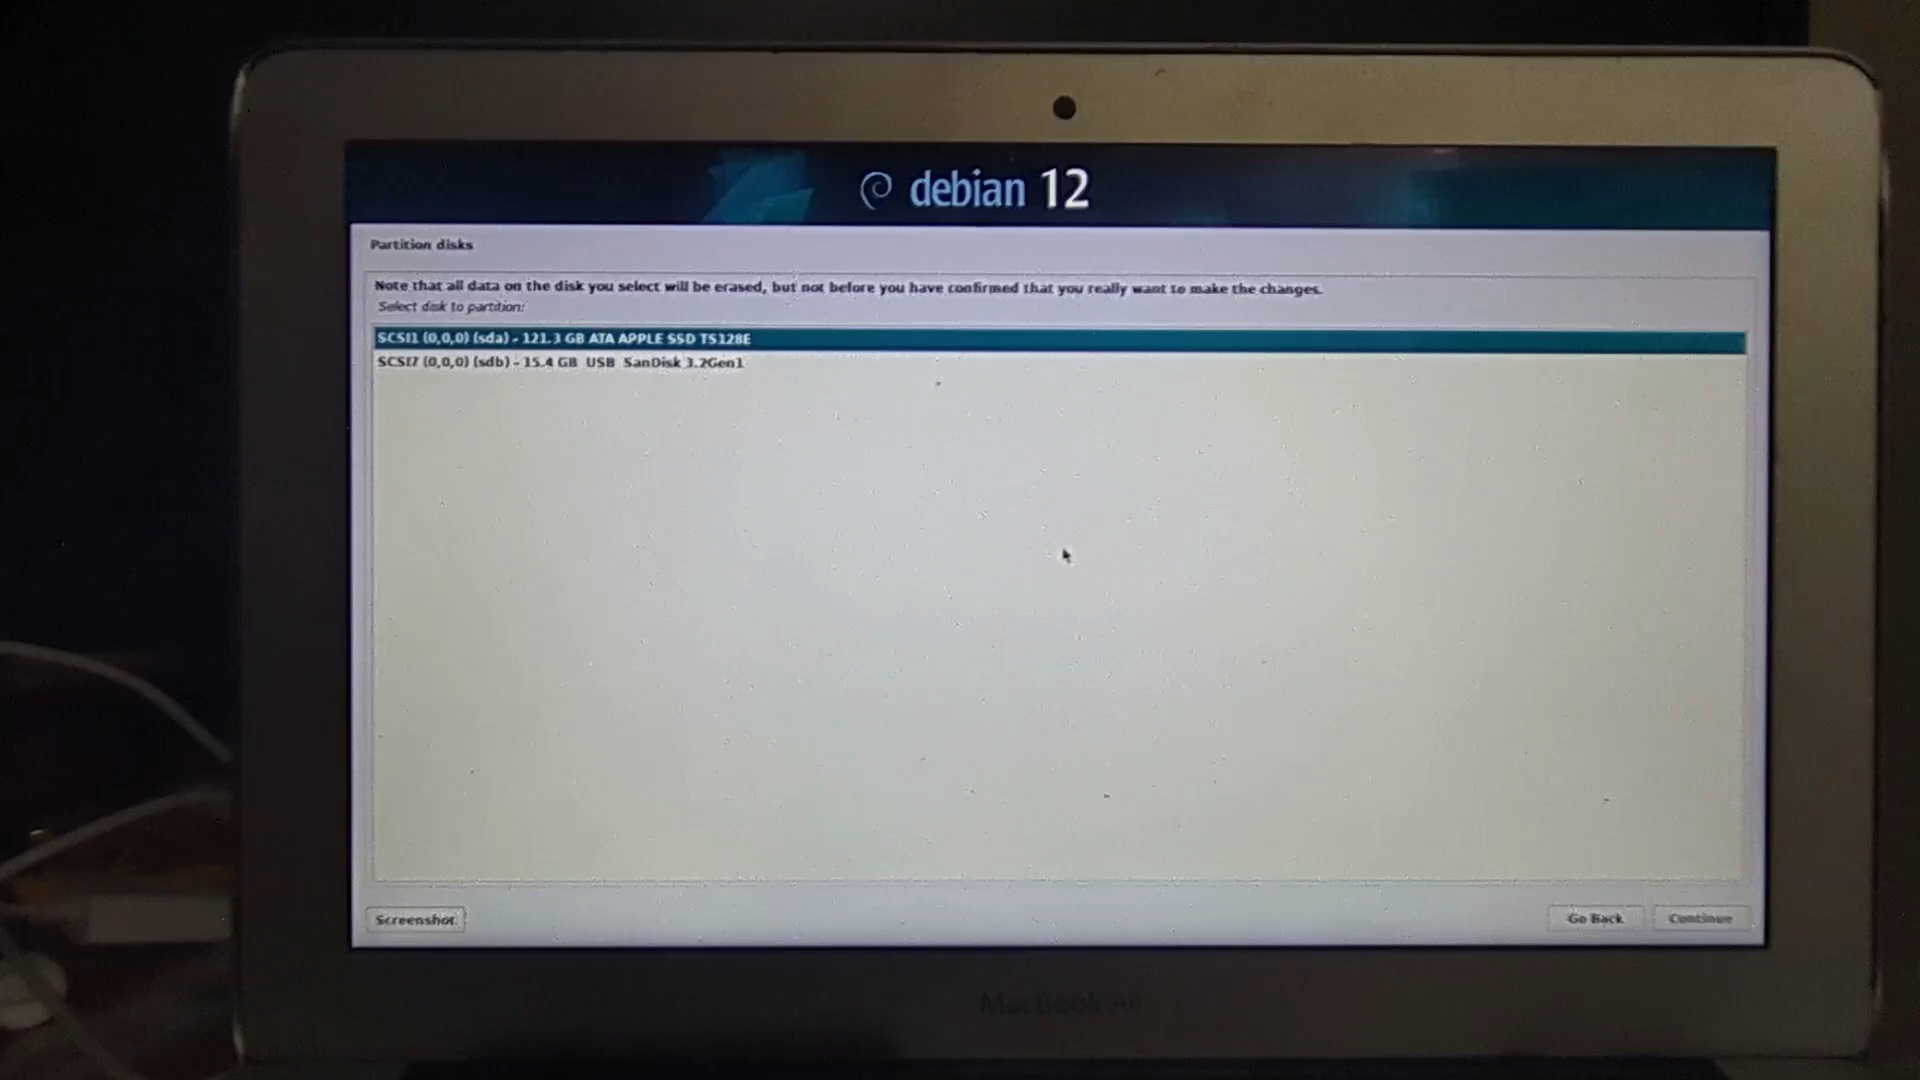 debian 12
Partition disks
Note that all data on the disk you select will be erased, but not before you have confirmed that you really want to make the changes.
Select disk to partition:
SCSI1 (0,0,0) (sda) - 121.3 GB ATA APPLE SSD TS128E
SCSI7 (0,0,0) (sdb) - 15.4 GB USB SanDisk 3.2Gen1
Screenshot
Go Back
Continue
MacBook Air